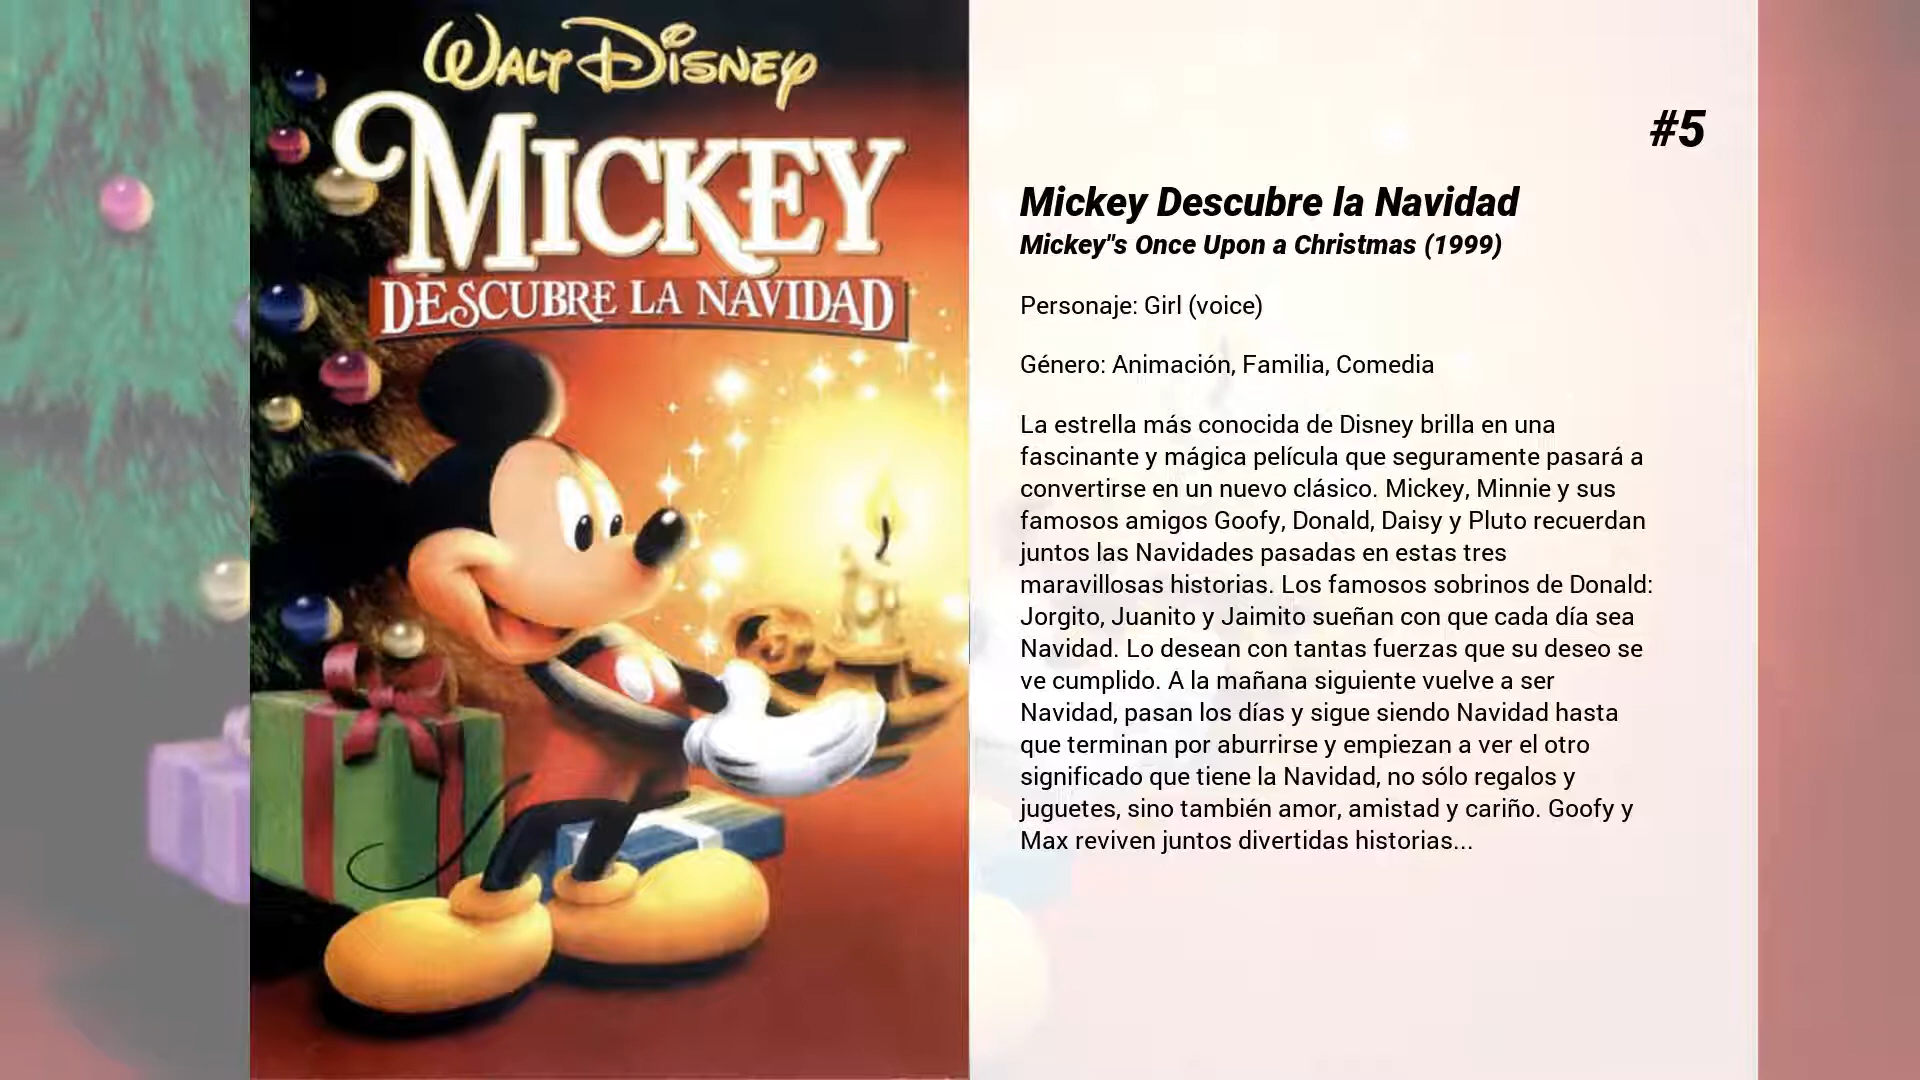 WALT DISNEY
MICKEY
DESCUBRE LA NAVIDAD
#5
Mickey Descubre la Navidad
Mickey"s Once Upon a Christmas (1999)
Personaje: Girl (voice)
Género: Animación, Familia, Comedia
La estrella más conocida de Disney brilla en una
fascinante y mágica película que seguramente pasará a
convertirse en un nuevo clásico. Mickey, Minnie y sus
famosos amigos Goofy, Donald, Daisy y Pluto recuerdan
juntos las Navidades pasadas en estas tres
maravillosas historias. Los famosos sobrinos de Donald:
Jorgito, Juanito y Jaimito sueñan con que cada día sea
Navidad. Lo desean con tantas fuerzas que su deseo se
ve cumplido. A la mañana siguiente vuelve a ser
Navidad, pasan los días y sigue siendo Navidad hasta
que terminan por aburrirse y empiezan a ver el otro
significado que tiene la Navidad, no sólo regalos y
juguetes, sino también amor, amistad y cariño. Goofy y
Max reviven juntos divertidas historias...